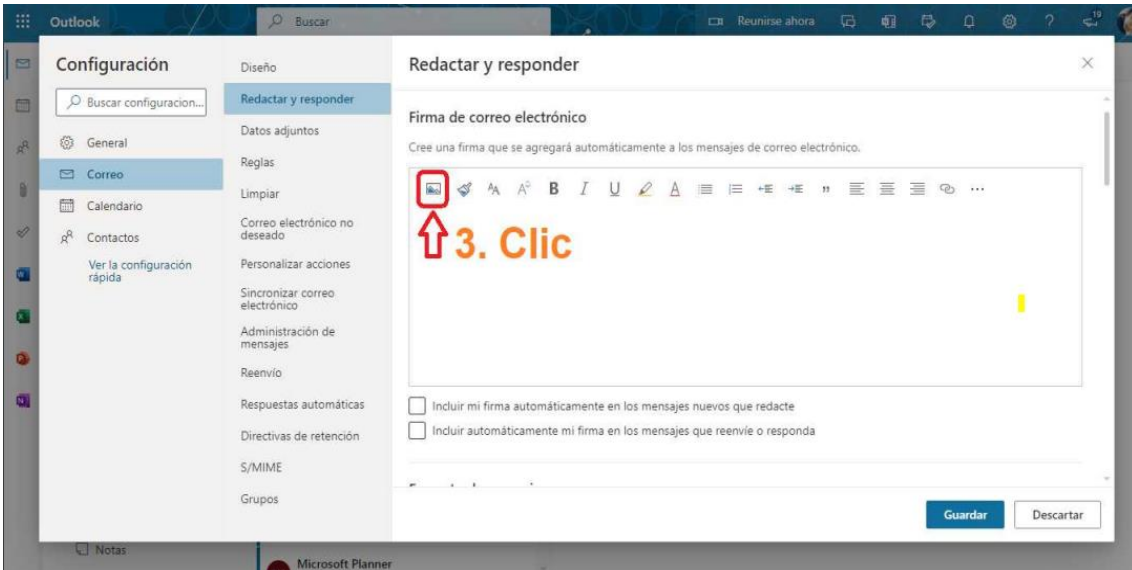 Outlook
Buscar
Reunirse ahora
19
Configuración
Buscar configuracion...
General
Correo
Calendario
Contactos
Ver la configuración
rápida
Diseño
Redactar y responder
Datos adjuntos
Reglas
Limpiar
Correo electrónico no
deseado
Personalizar acciones
Sincronizar correo
electrónico
Administración de
mensajes
Reenvío
Respuestas automáticas
Directivas de retención
S/MIME
Grupos
Redactar y responder
Firma de correo electrónico
Cree una firma que se agregará automáticamente a los mensajes de correo electrónico.
3. Clic
Incluir mi firma automáticamente en los mensajes nuevos que redacte
Incluir automáticamente mi firma en los mensajes que reenvíe o responda
Guardar
Descartar
Notas
Microsoft Planner